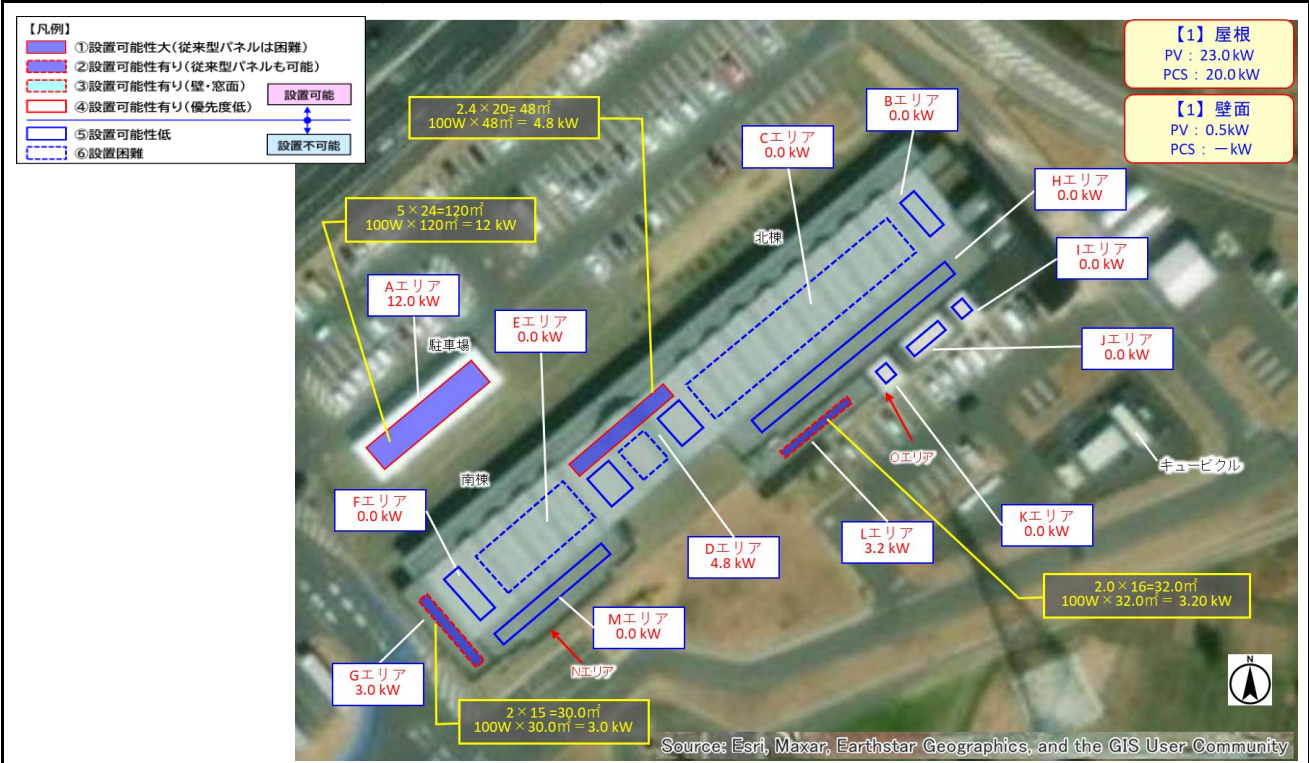 【凡例】
①設置可能性大(従来型パネルは困難)
②設置可能性有り(従来型パネルも可能)
③設置可能性有り(壁・窓面)
④設置可能性有り(優先度低)
⑤設置可能性低
⑥設置困難
設置可能
設置不可能
【1】屋根
PV : 23.0kW
PCS : 20.0kW
【1】壁面
PV : 0.5kW
PCS : ーkW
2.4×20= 48㎡
100W×48㎡ = 4.8 kW
Bエリア
0.0 kW
Cエリア
0.0 kW
Hエリア
0.0 kW
5×24=120㎡
100W×120㎡ = 12 kW
北棟
Iエリア
0.0 kW
Aエリア
12.0 kW
Eエリア
0.0 kW
駐車場
Jエリア
0.0 kW
Oエリア
キュービクル
南棟
Fエリア
0.0 kW
Kエリア
0.0 kW
Lエリア
3.2 kW
Dエリア
4.8 kW
2.0×16=32.0㎡
100W×32.0㎡ = 3.20 kW
Mエリア
0.0 kW
Nエリア
Gエリア
3.0 kW
N
2×15 =30.0㎡
100W×30.0㎡ = 3.0 kW
Source: Esri, Maxar, Earthstar Geographics, and the GIS User Community